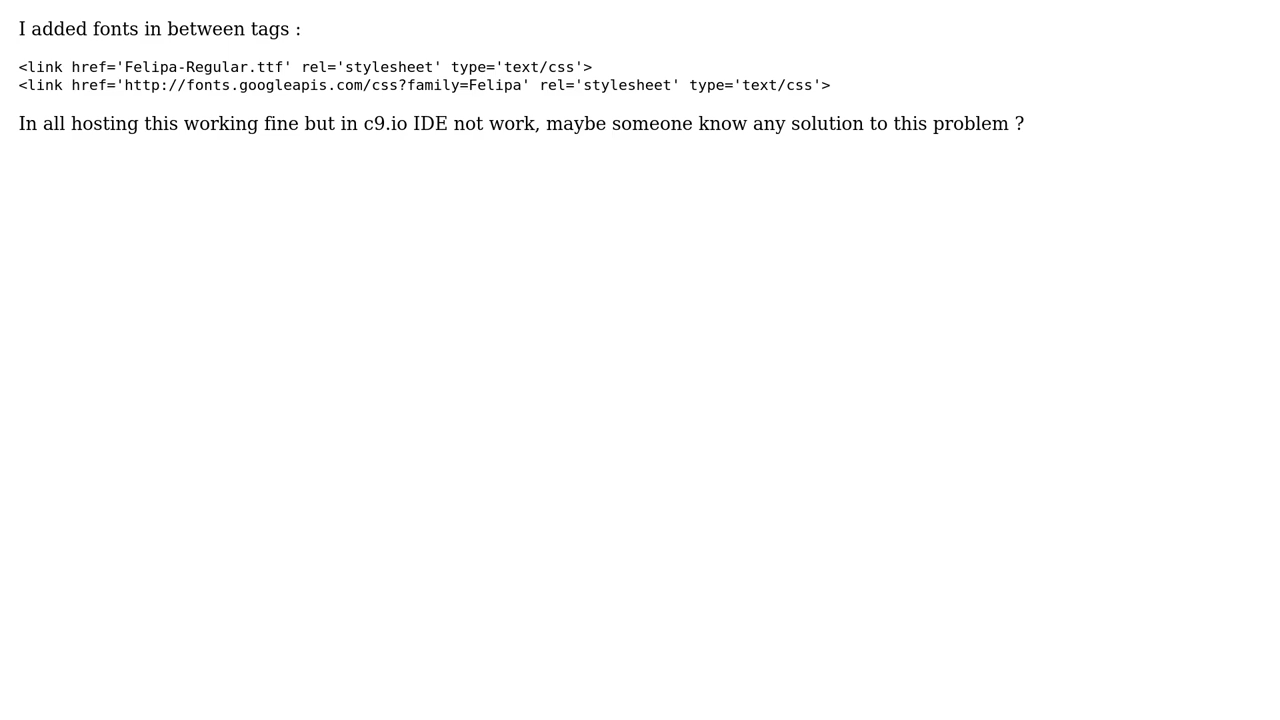 I added fonts in between tags :
<link href='Felipa-Regular.ttf' rel='stylesheet' type='text/css'>
<link href='http://fonts.googleapis.com/css?family=Felipa' rel='stylesheet' type='text/css'>
In all hosting this working fine but in c9.io IDE not work, maybe someone know any solution to this problem ?